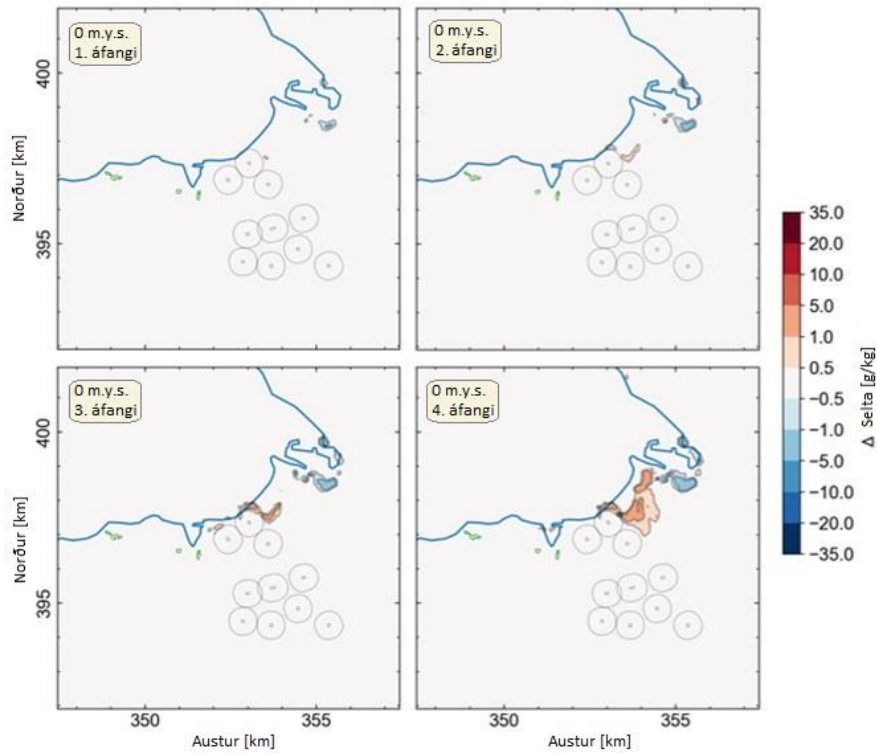 0 m.y.s.
1. áfangi
0 m.y.s.
2. áfangi
400
395
Norður [km]
0 m.y.s.
3. áfangi
0 m.y.s.
4. áfangi
400
395
Norður [km]
350
355
350
355
Austur [km]
Austur [km]
35.0
20.0
10.0
5.0
1.0
0.5
−0.5
−1.0
−5.0
−10.0
−20.0
−35.0
Δ Selta [g/kg]